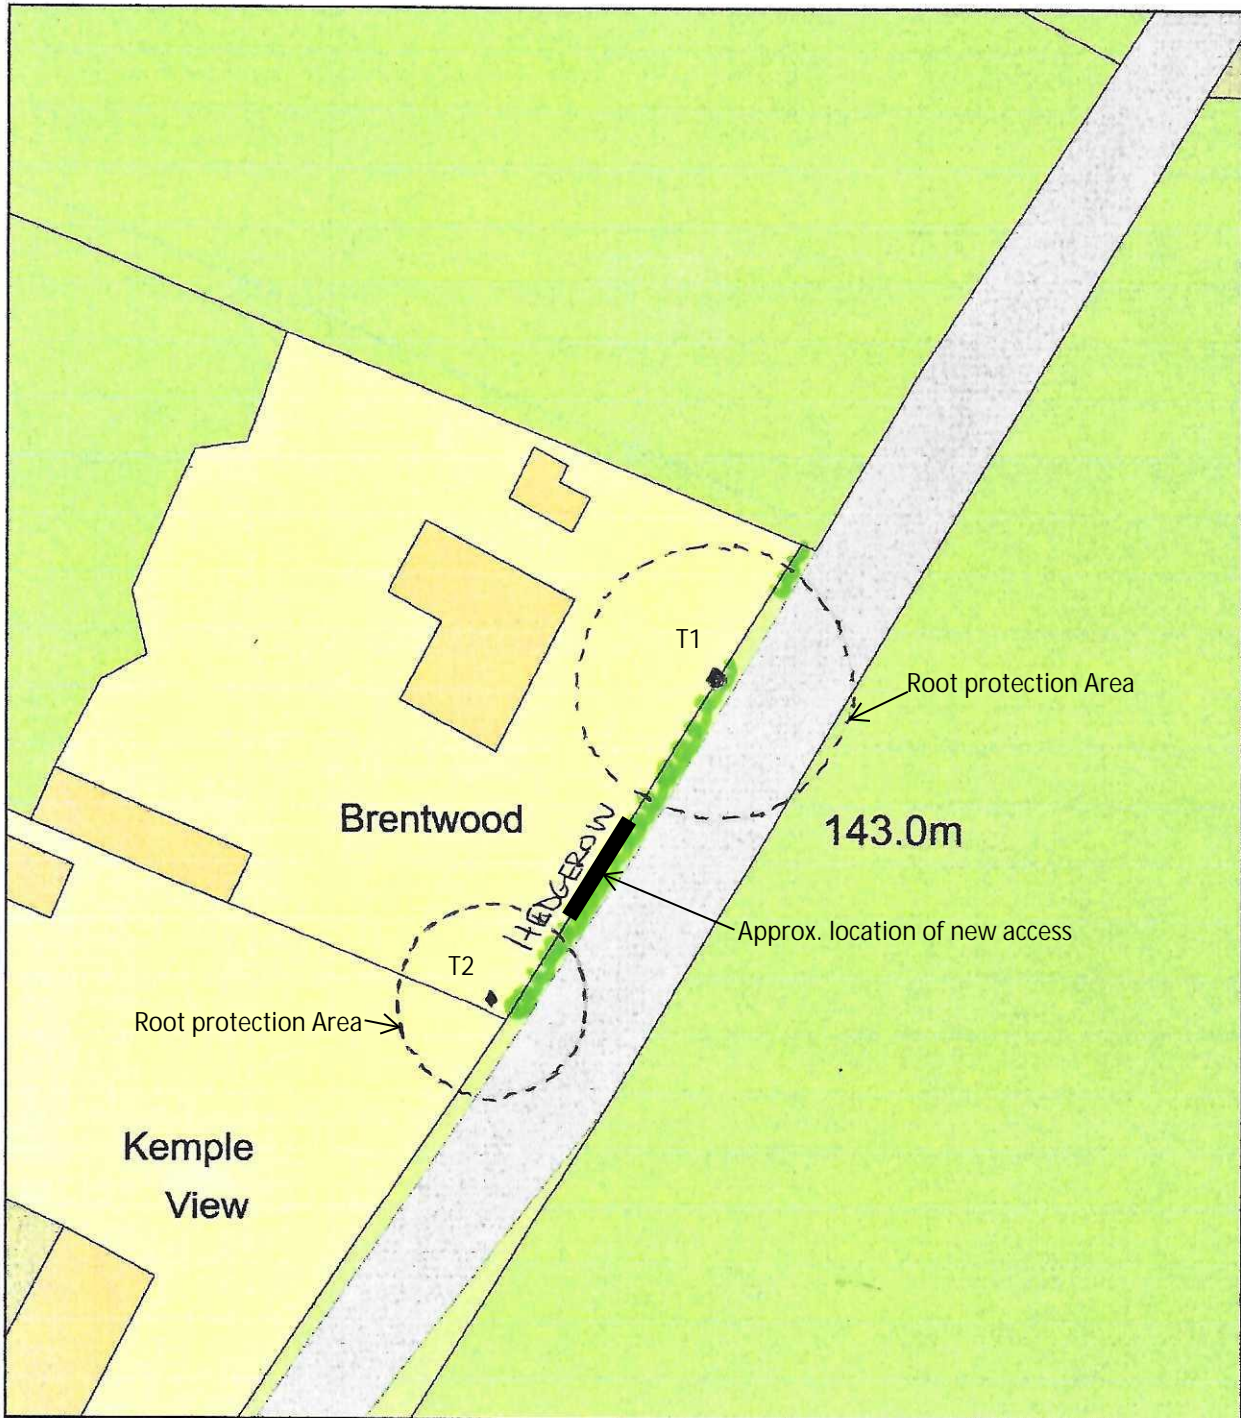 T1
Root protection Area
Brentwood
143.0m
HEDGEROW
Approx. location of new access
T2
Root protection Area
Kemple
View